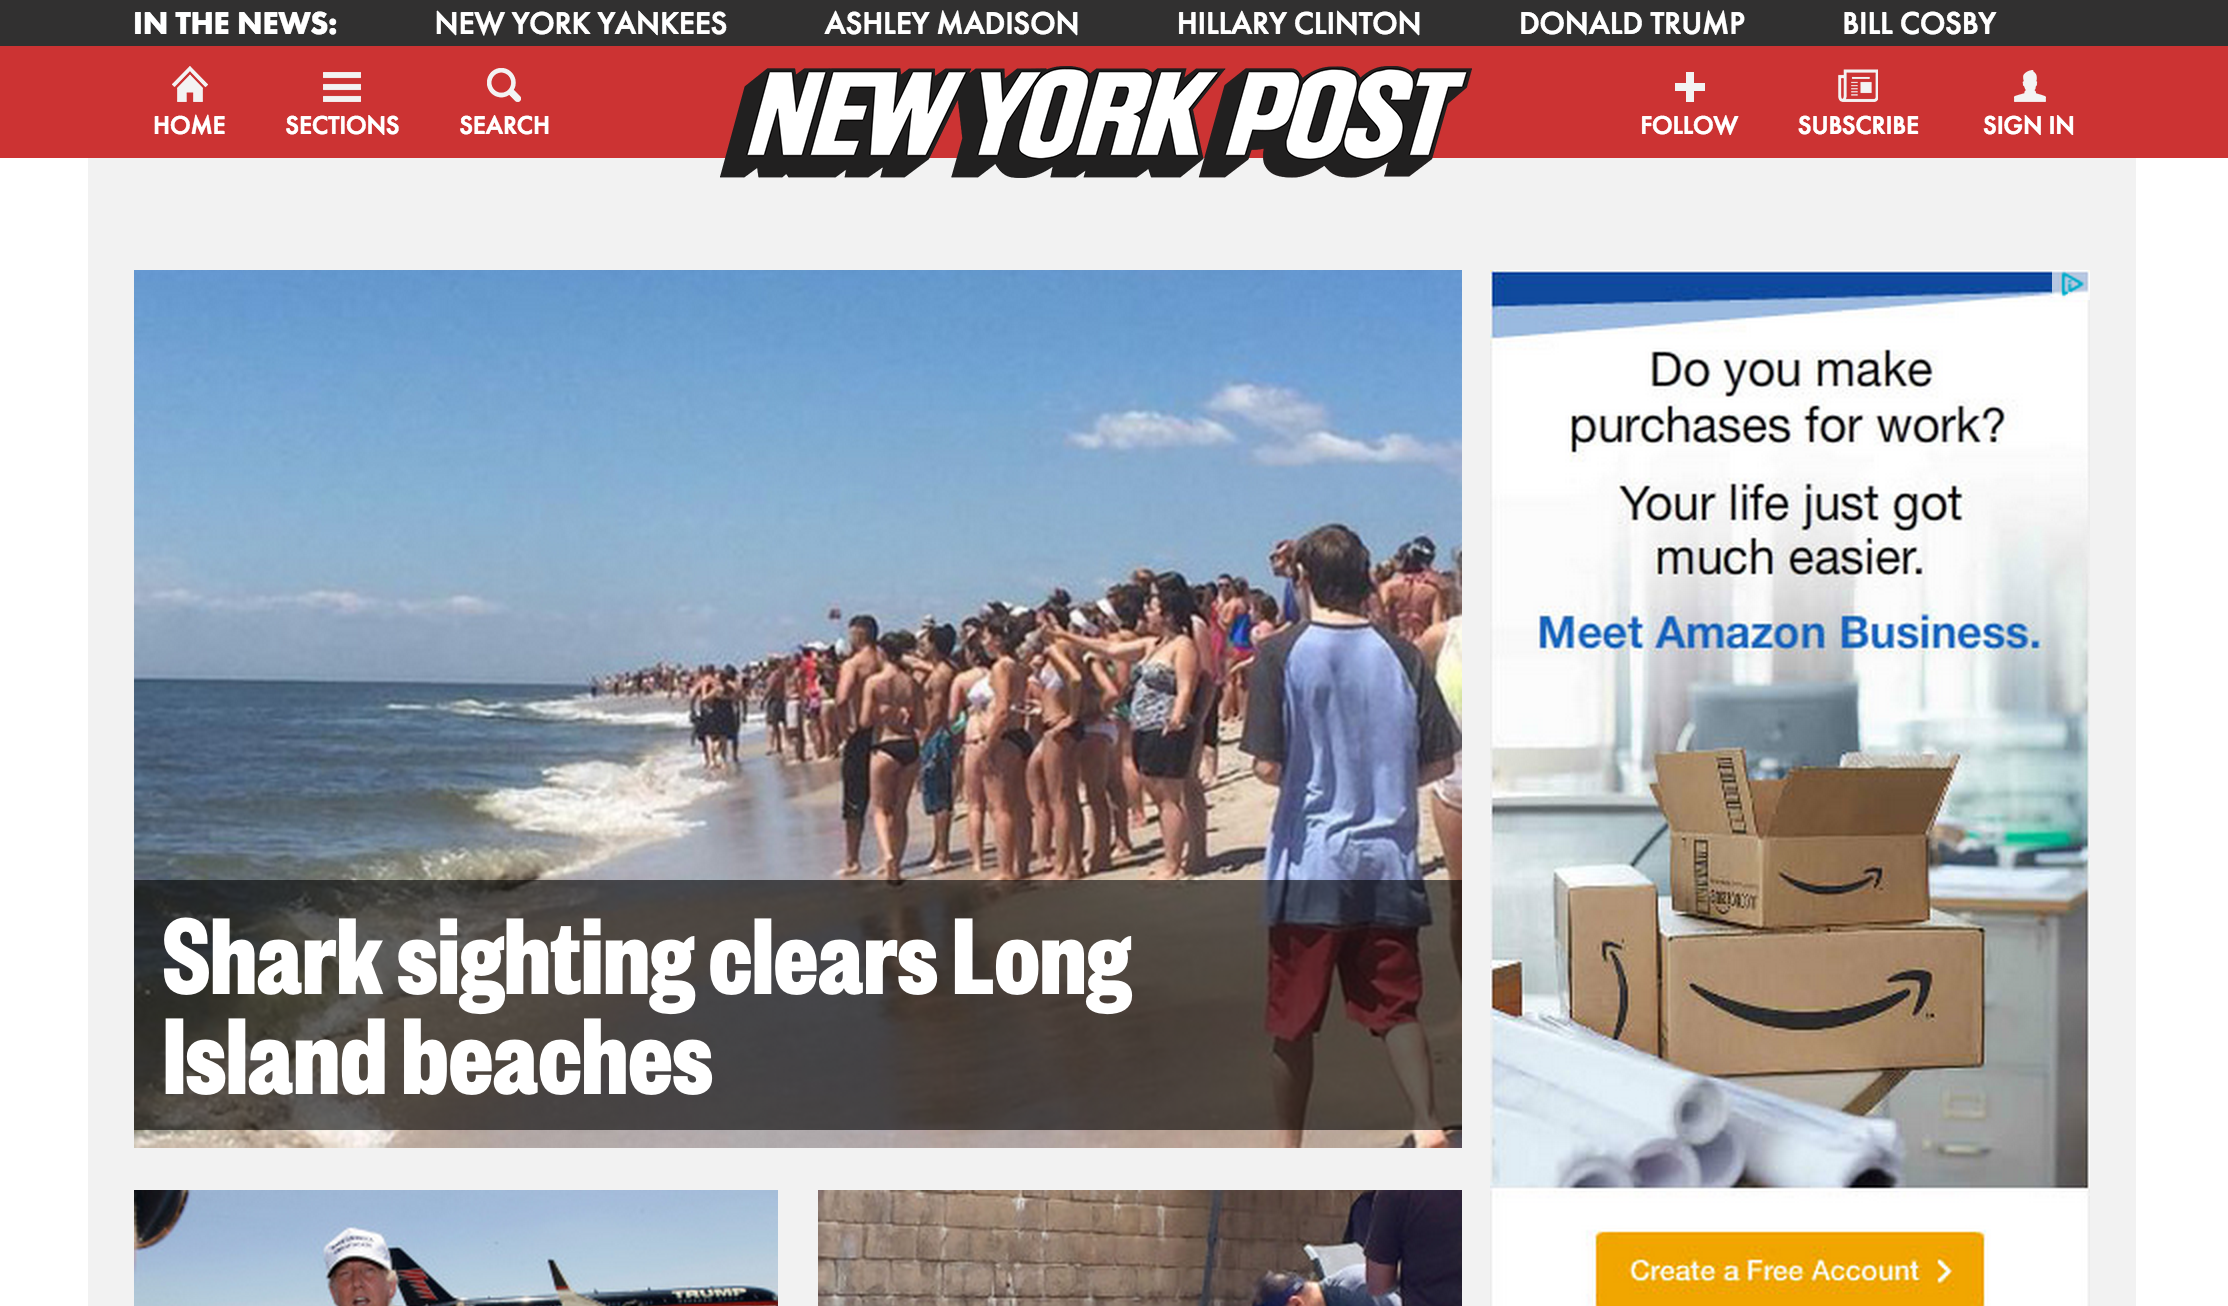 IN THE NEWS: NEW YORK YANKEES ASHLEY MADISON HILLARY CLINTON DONALD TRUMP BILL COSBY
HOME SECTIONS SEARCH NEW YORK POST FOLLOW SUBSCRIBE SIGN IN
Shark sighting clears Long
Island beaches
Do you make
purchases for work?
Your life just got
much easier.
Meet Amazon Business.
TRUMP
Create a Free Account